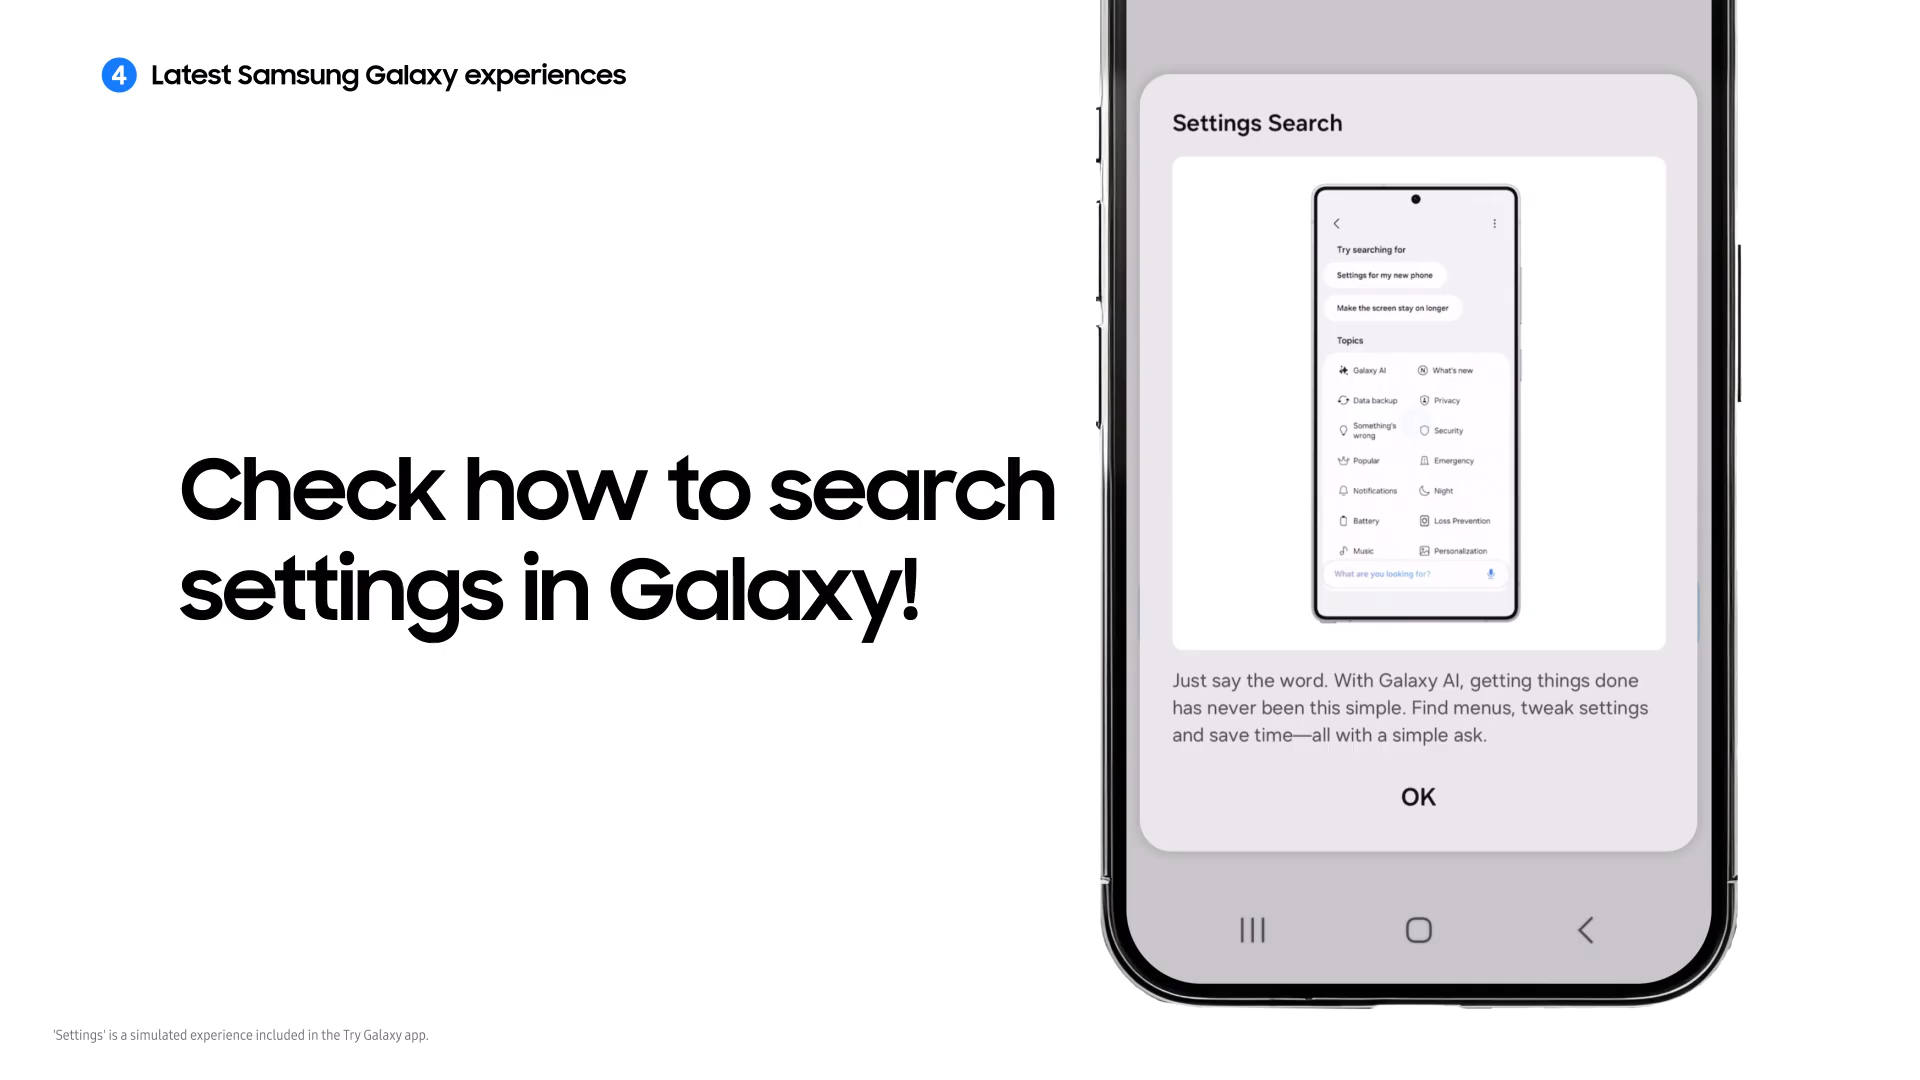 4 Latest Samsung Galaxy experiences
Check how to search
settings in Galaxy!
'Settings' is a simulated experience included in the Try Galaxy app.
Settings Search
Try searching for
Settings for my new phone
Make the screen stay on longer
Topics
Galaxy AI What's new
Data backup Privacy
Something's
wrong
Security
Popular Emergency
Notifications Night
Battery Loss Prevention
Music Personalization
What are you looking for?
Just say the word. With Galaxy AI, getting things done
has never been this simple. Find menus, tweak settings
and save time—all with a simple ask.
OK